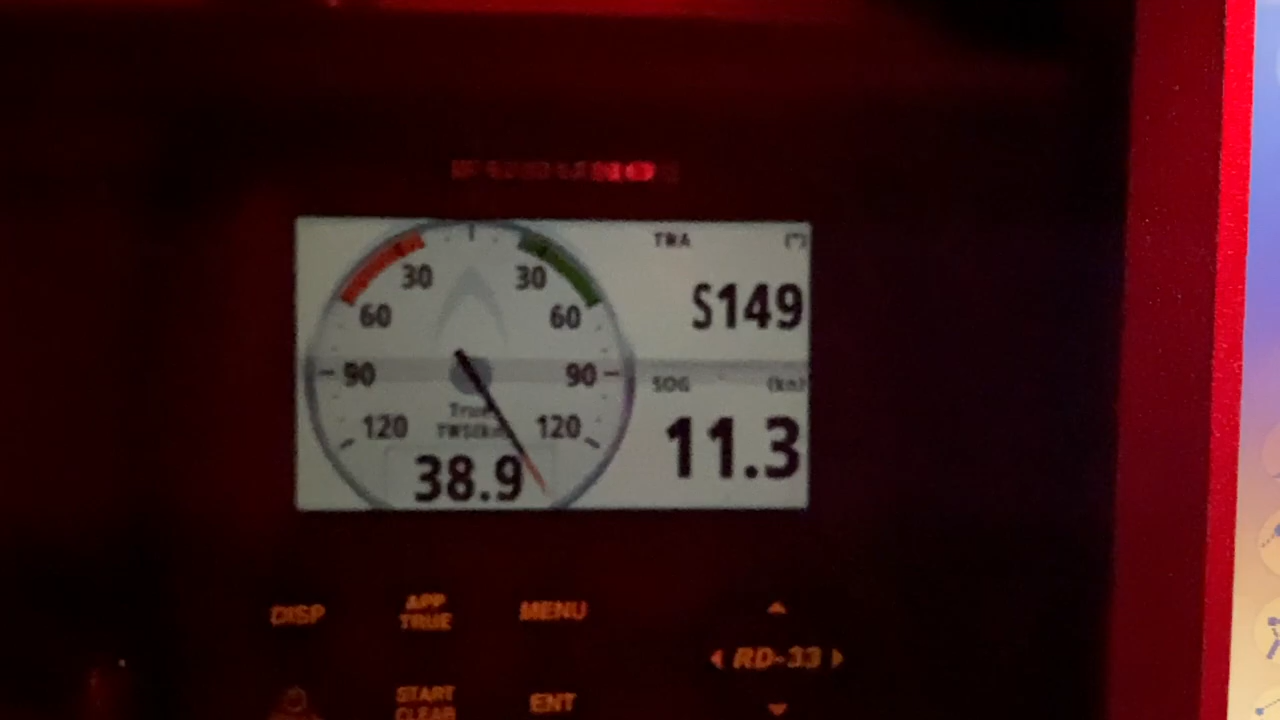 TWA (°)
30 30
S149
60 60
90 90
SOG (kn)
True
120 120
TWS(kn)
11.3
38.9
DISP
APP
TRUE
MENU
RD-33
START
CLEAR
ENT